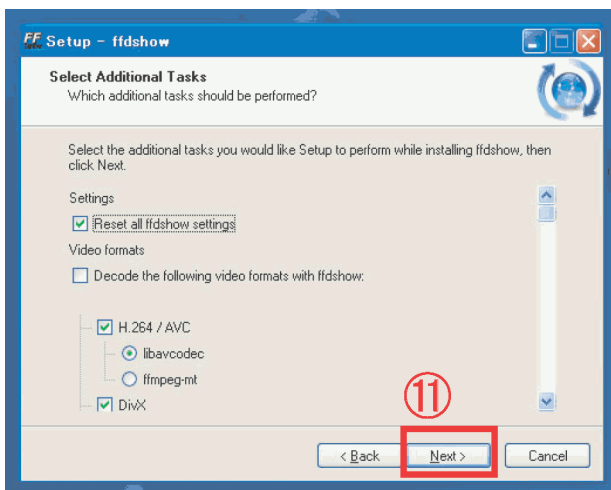 FF Setup - ffdshow
Select Additional Tasks
Which additional tasks should be performed?
Select the additional tasks you would like Setup to perform while installing ffdshow, then
click Next.
Settings
Reset all ffdshow settings
Video formats
Decode the following video formats with ffdshow:
H.264 / AVC
libavcodec
ffmpeg-mt
DivX
⑪
< Back
Next >
Cancel